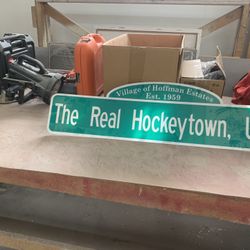 Village of Hoffman Estates
Est. 1959
The Real Hockeytown, U